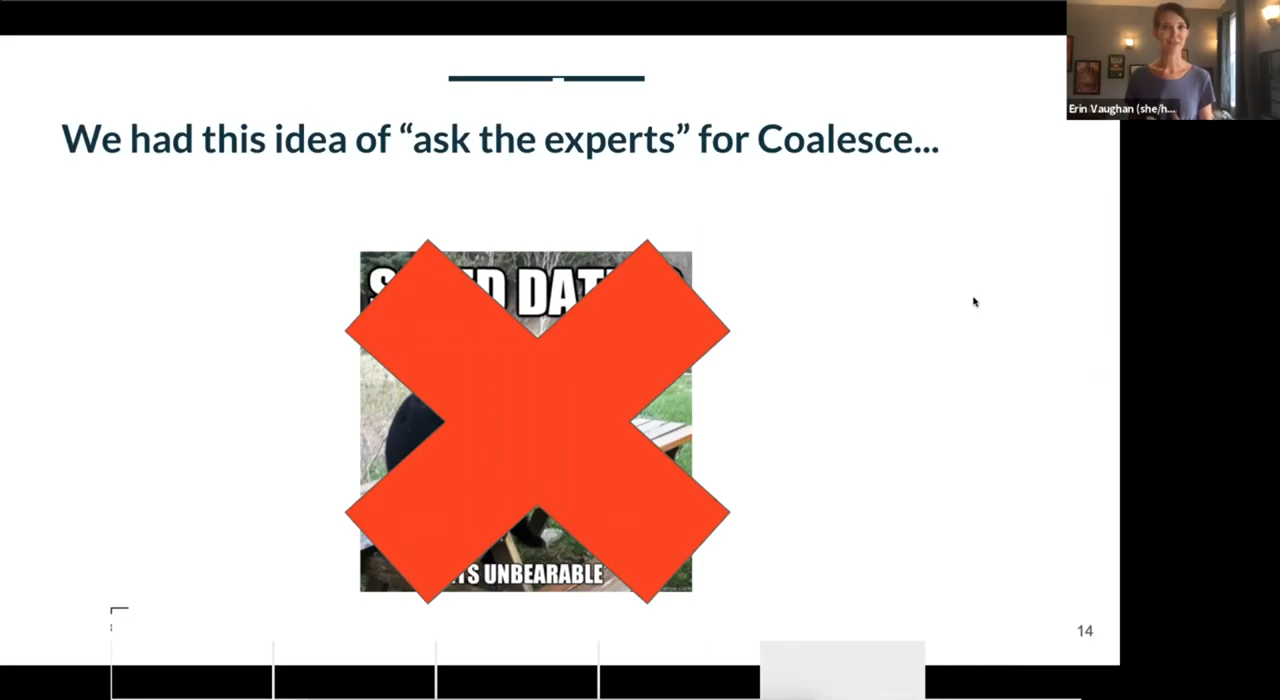 Erin Vaughan (she/h...
We had this idea of “ask the experts” for Coalesce...
UNBEARABLE
14